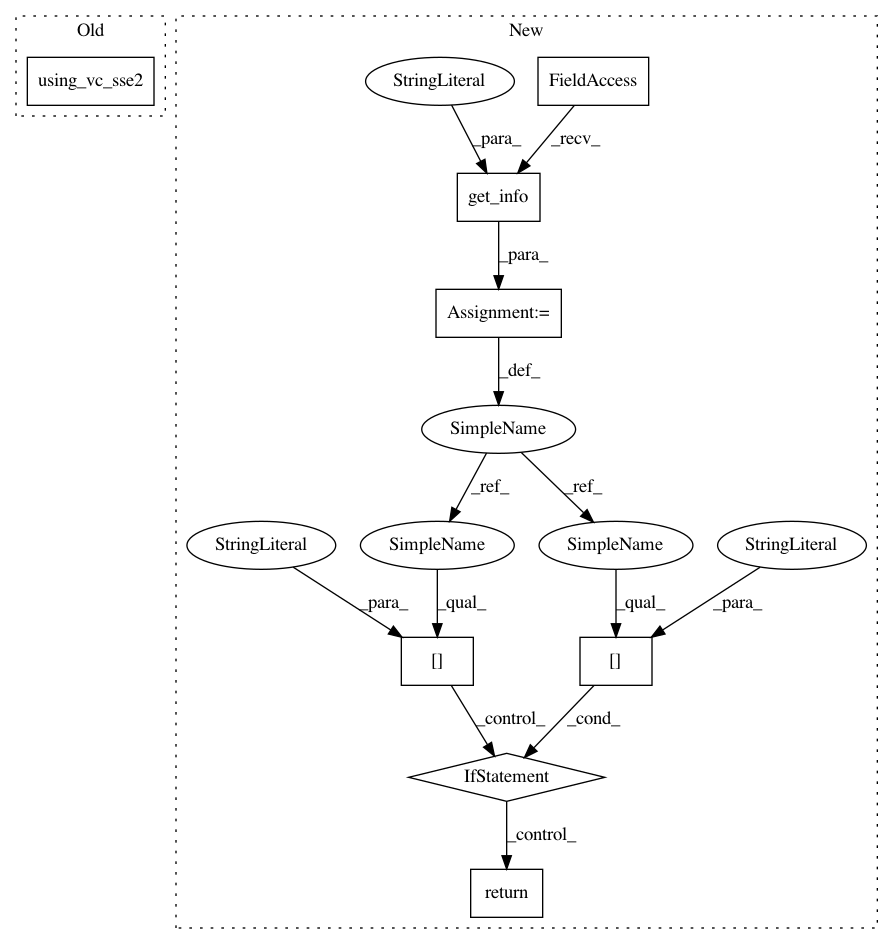 Old
New
using_vc_sse2
StringLiteral
FieldAccess
_para_
_recv_
get_info
_para_
Assignment:=
_def_
SimpleName
_ref_
_ref_
StringLiteral
SimpleName
SimpleName
StringLiteral
_para_
_qual_
_qual_
_para_
[]
[]
_control_
_cond_
IfStatement
_control_
return